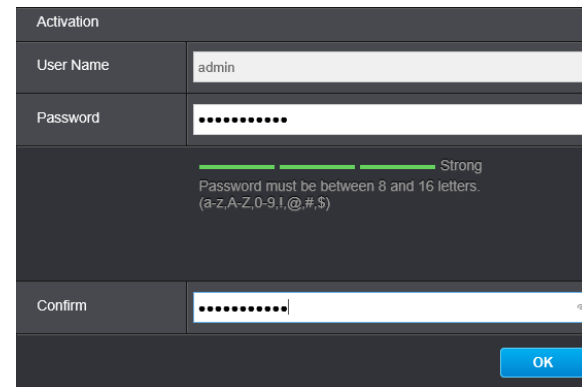 Activation
User Name
admin
Password
•••••••••••
Strong
Password must be between 8 and 16 letters.
(a-z,A-Z,0-9,!,@,#,$)
Confirm
•••••••••••
OK